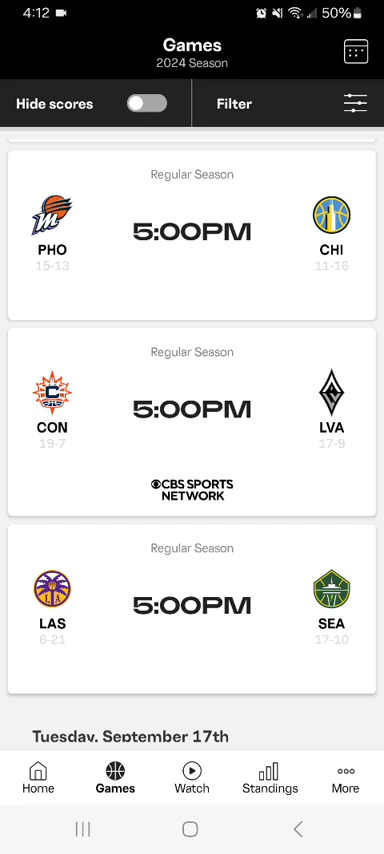 4:12
50%
Games
2024 Season
Hide scores
Filter
Regular Season
5:00PM
PHO
15-13
CHI
11-16
Regular Season
5:00PM
CON
19-7
LVA
17-9
CBS SPORTS
NETWORK
Regular Season
5:00PM
LAS
6-21
SEA
17-10
Tuesday, September 17th
Home
Games
Watch
Standings
More